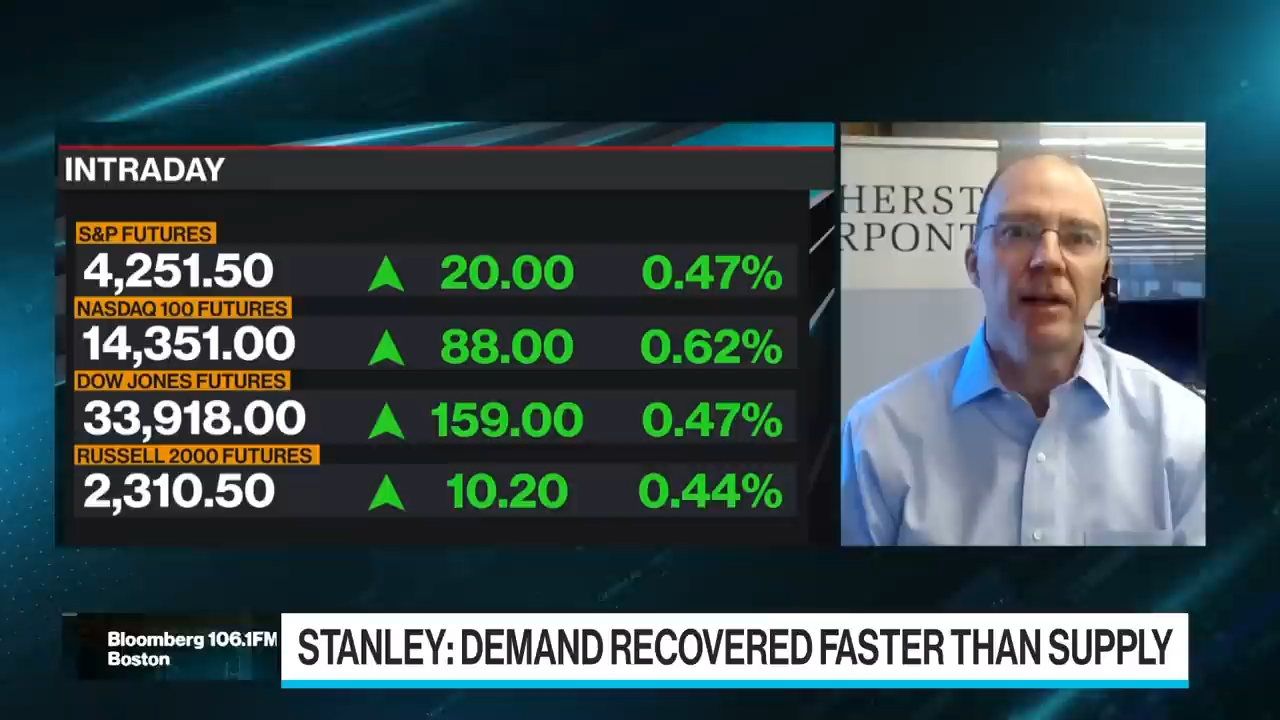 INTRADAY
S&P FUTURES
4,251.50 ▲ 20.00 0.47%
NASDAQ 100 FUTURES
14,351.00 ▲ 88.00 0.62%
DOW JONES FUTURES
33,918.00 ▲ 159.00 0.47%
RUSSELL 2000 FUTURES
2,310.50 ▲ 10.20 0.44%
HERST
RPONT
Bloomberg 106.1FM
Boston
STANLEY: DEMAND RECOVERED FASTER THAN SUPPLY